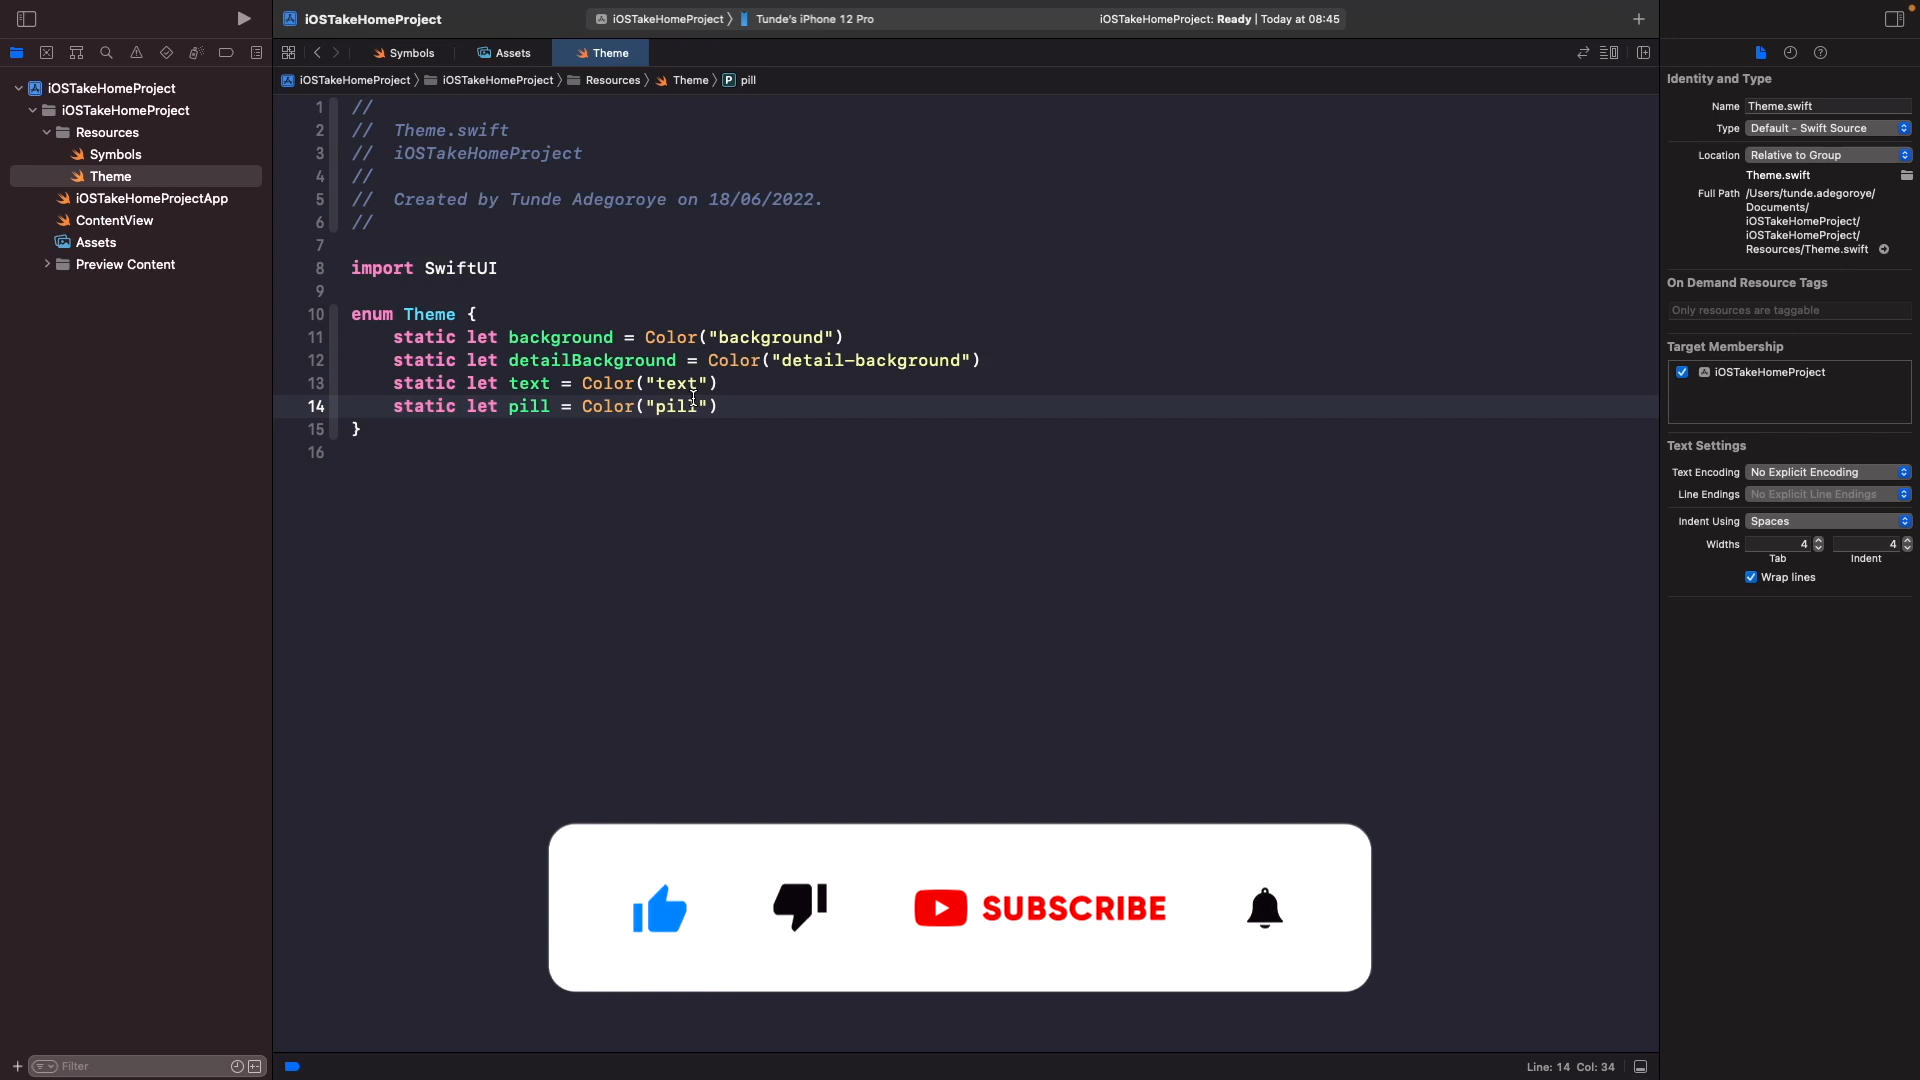 iOSTakeHomeProject
iOSTakeHomeProject 〉 Tunde's iPhone 12 Pro
iOSTakeHomeProject: Ready | Today at 08:45
Symbols
Assets
Theme
iOSTakeHomeProject 〉 iOSTakeHomeProject 〉 Resources 〉 Theme 〉 P pill
iOSTakeHomeProject
iOSTakeHomeProject
Resources
Symbols
Theme
iOSTakeHomeProjectApp
ContentView
Assets
Preview Content
Filter
1 //
2 //  Theme.swift
3 //  iOSTakeHomeProject
4 //
5 //  Created by Tunde Adegoroye on 18/06/2022.
6 //
7
8 import SwiftUI
9
10 enum Theme {
11     static let background = Color("background")
12     static let detailBackground = Color("detail-background")
13     static let text = Color("text")
14     static let pill = Color("pill")
15 }
16
SUBSCRIBE
Line: 14 Col: 34
Identity and Type
Name Theme.swift
Type Default - Swift Source
Location Relative to Group
Theme.swift
Full Path /Users/tunde.adegoroye/
Documents/
iOSTakeHomeProject/
iOSTakeHomeProject/
Resources/Theme.swift
On Demand Resource Tags
Only resources are taggable
Target Membership
iOSTakeHomeProject
Text Settings
Text Encoding No Explicit Encoding
Line Endings No Explicit Line Endings
Indent Using Spaces
Widths 4 4
Tab Indent
Wrap lines